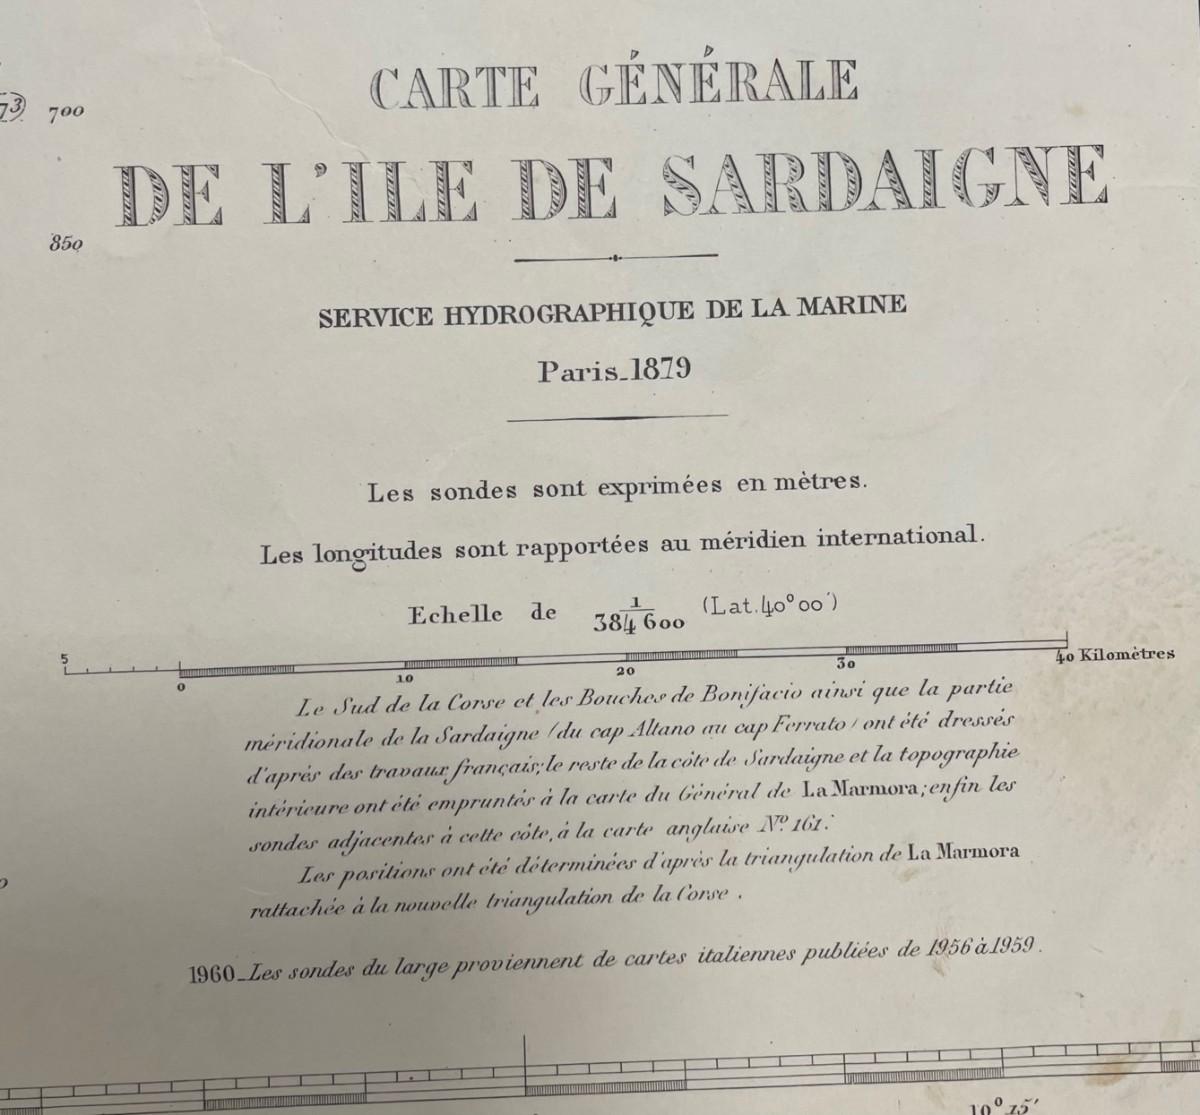 73
700
CARTE GÉNÉRALE
DE L'ILE DE SARDAIGNE
850
SERVICE HYDROGRAPHIQUE DE LA MARINE
Paris_1879
Les sondes sont exprimées en mètres.
Les longitudes sont rapportées au méridien international.
Echelle de 1/384600 (Lat.40°00')
5 0 10 20 30 40 Kilomètres
Le Sud de la Corse et les Bouches de Bonifacio ainsi que la partie
méridionale de la Sardaigne (du cap Altano au cap Ferrato) ont été dressés
d'après des travaux français; le reste de la côte de Sardaigne et la topographie
intérieure ont été empruntés à la carte du Général de La Marmora; enfin les
sondes adjacentes à cette côte, à la carte anglaise Nº 161.
Les positions ont été déterminées d'après la triangulation de La Marmora
rattachée à la nouvelle triangulation de la Corse.
1960_Les sondes du large proviennent de cartes italiennes publiées de 1956 à 1959.
10° 15'